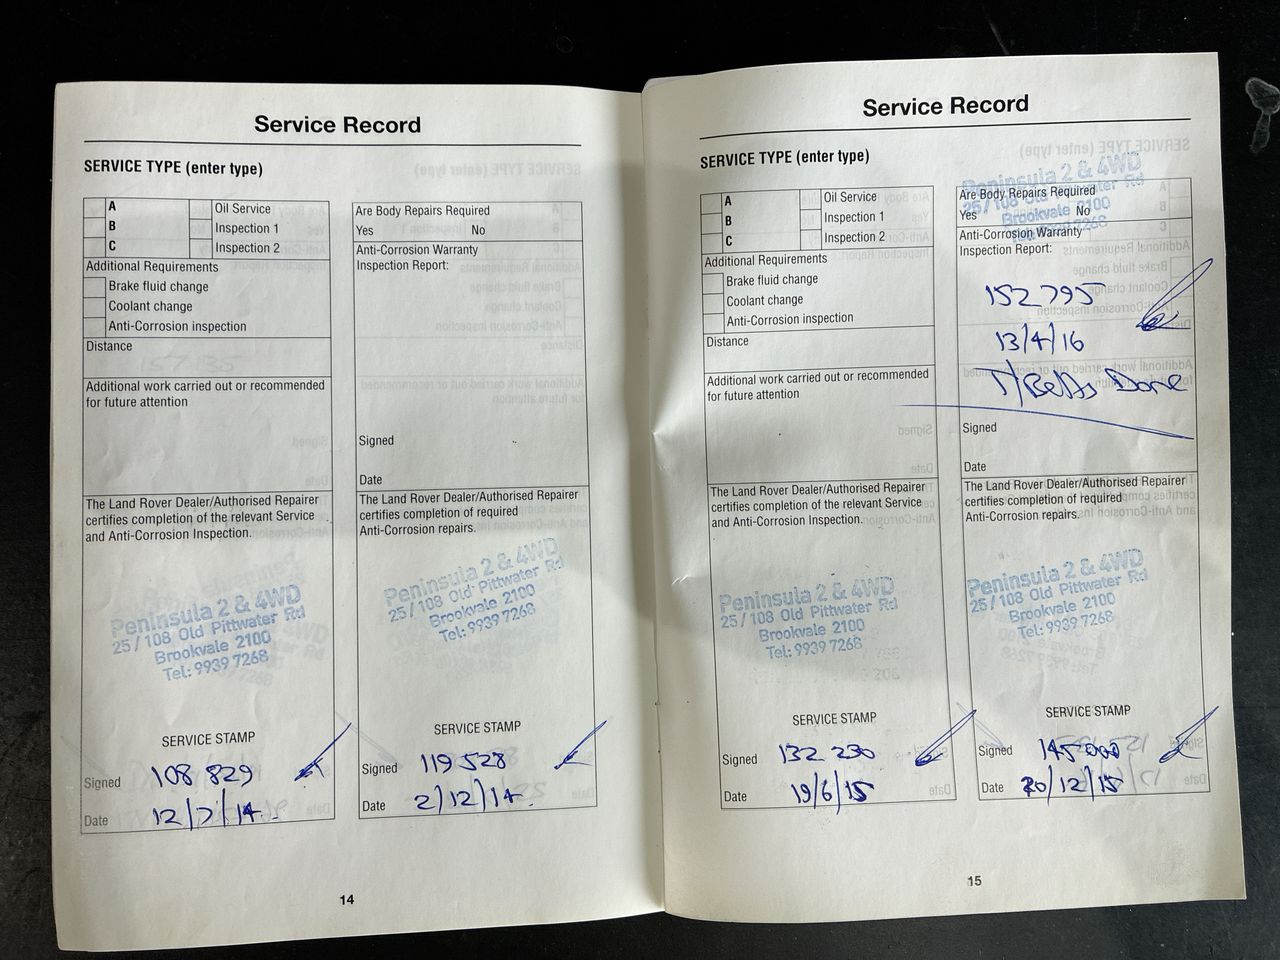 Service Record
SERVICE TYPE (enter type)
A
B
C
Oil Service
Inspection 1
Inspection 2
Additional Requirements
Brake fluid change
Coolant change
Anti-Corrosion inspection
Distance
Additional work carried out or recommended
for future attention
The Land Rover Dealer/Authorised Repairer
certifies completion of the relevant Service
and Anti-Corrosion Inspection.
Peninsula 2 & 4WD
25/108 Old Pittwater Rd
Brookvale 2100
Tel: 9939 7268
SERVICE STAMP
Signed 108 829
Date 12/7/14
Are Body Repairs Required
Yes No
Anti-Corrosion Warranty
Inspection Report:
Signed
Date
The Land Rover Dealer/Authorised Repairer
certifies completion of required
Anti-Corrosion repairs.
Peninsula 2 & 4WD
25/108 Old Pittwater Rd
Brookvale 2100
Tel: 9939 7268
SERVICE STAMP
Signed 119 528
Date 2/12/14.
14
Service Record
SERVICE TYPE (enter type)
A
B
C
Oil Service
Inspection 1
Inspection 2
Additional Requirements
Brake fluid change
Coolant change
Anti-Corrosion inspection
Distance
Additional work carried out or recommended
for future attention
The Land Rover Dealer/Authorised Repairer
certifies completion of the relevant Service
and Anti-Corrosion Inspection.
Peninsula 2 & 4WD
25/108 Old Pittwater Rd
Brookvale 2100
Tel: 9939 7268
SERVICE STAMP
Signed 132 230
Date 19/6/15
Peninsula 2 & 4WD
25/108 Old Pittwater Rd
Brookvale 2100
7268
Are Body Repairs Required
Yes No
Anti-Corrosion Warranty
Inspection Report:
152 795
13/4/16
T/Belts Done
Signed
Date
The Land Rover Dealer/Authorised Repairer
certifies completion of required
Anti-Corrosion repairs.
Peninsula 2 & 4WD
25/108 Old Pittwater Rd
Brookvale 2100
Tel: 9939 7268
SERVICE STAMP
Signed 145 000
Date 20/12/15
15